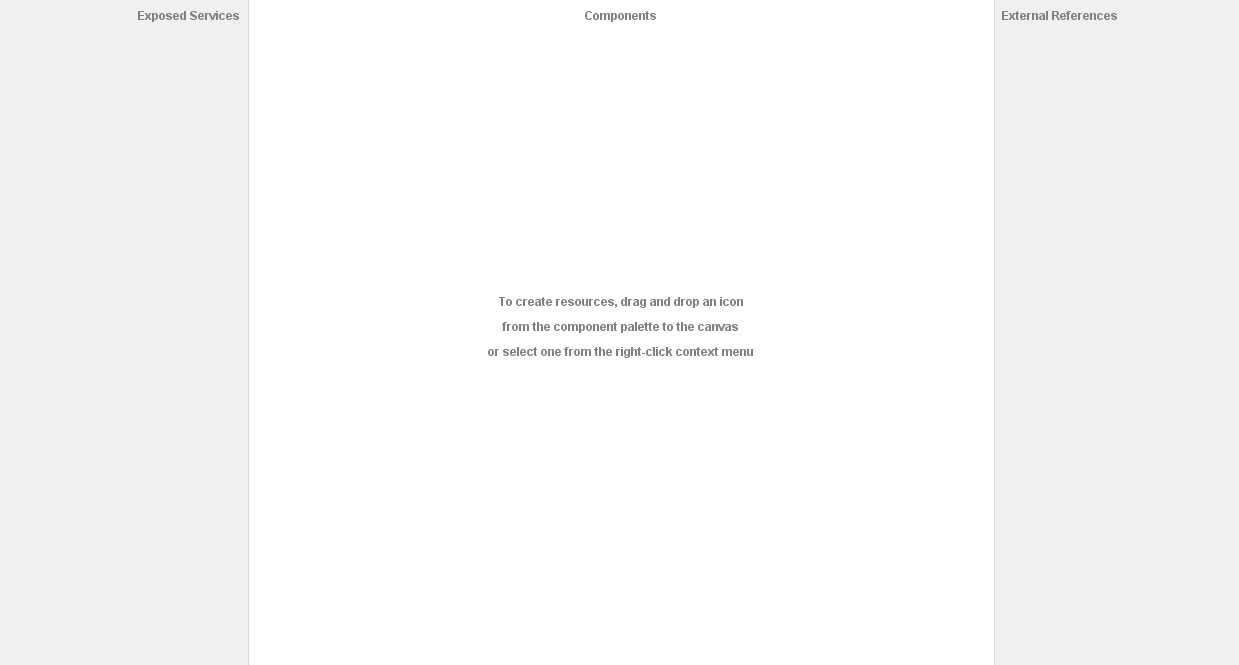 Exposed Services
Components
External References
To create resources, drag and drop an icon
from the component palette to the canvas
or select one from the right-click context menu